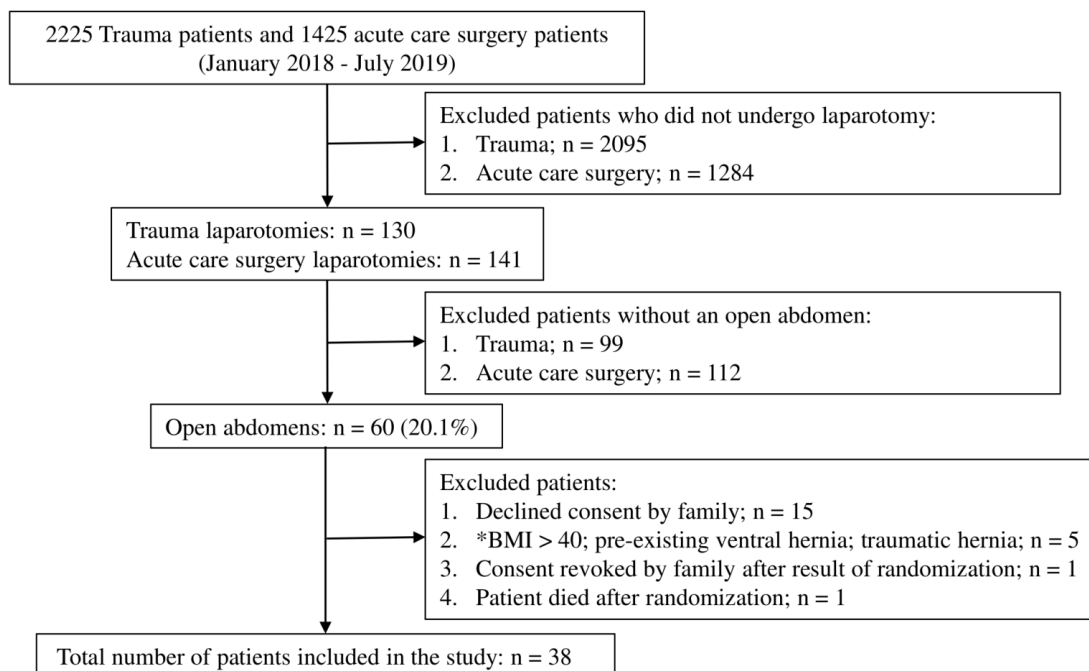 2225 Trauma patients and 1425 acute care surgery patients
(January 2018 - July 2019)
Excluded patients who did not undergo laparotomy:
1. Trauma; n = 2095
2. Acute care surgery; n = 1284
Trauma laparotomies: n = 130
Acute care surgery laparotomies: n = 141
Excluded patients without an open abdomen:
1. Trauma; n = 99
2. Acute care surgery; n = 112
Open abdomens: n = 60 (20.1%)
Excluded patients:
1. Declined consent by family; n = 15
2. *BMI > 40; pre-existing ventral hernia; traumatic hernia; n = 5
3. Consent revoked by family after result of randomization; n = 1
4. Patient died after randomization; n = 1
Total number of patients included in the study: n = 38